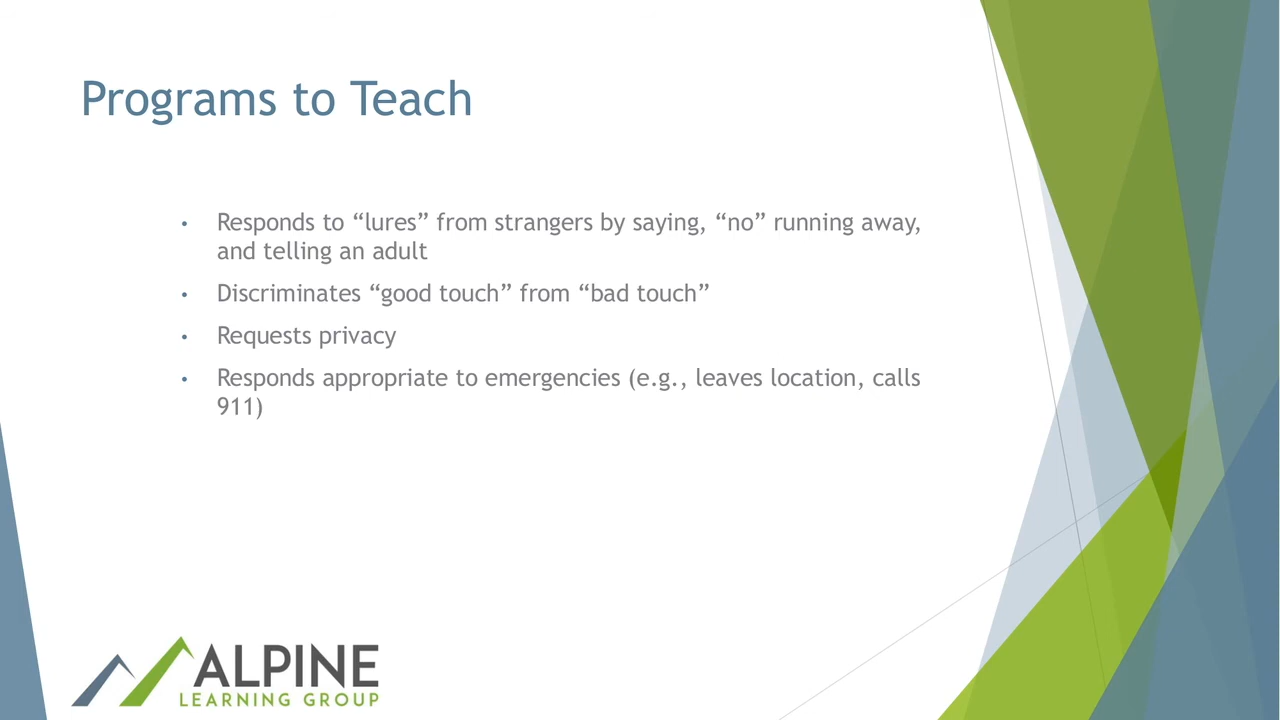 Programs to Teach
• Responds to “lures” from strangers by saying, “no” running away,
and telling an adult
• Discriminates “good touch” from “bad touch”
• Requests privacy
• Responds appropriate to emergencies (e.g., leaves location, calls
911)
ALPINE
LEARNING GROUP